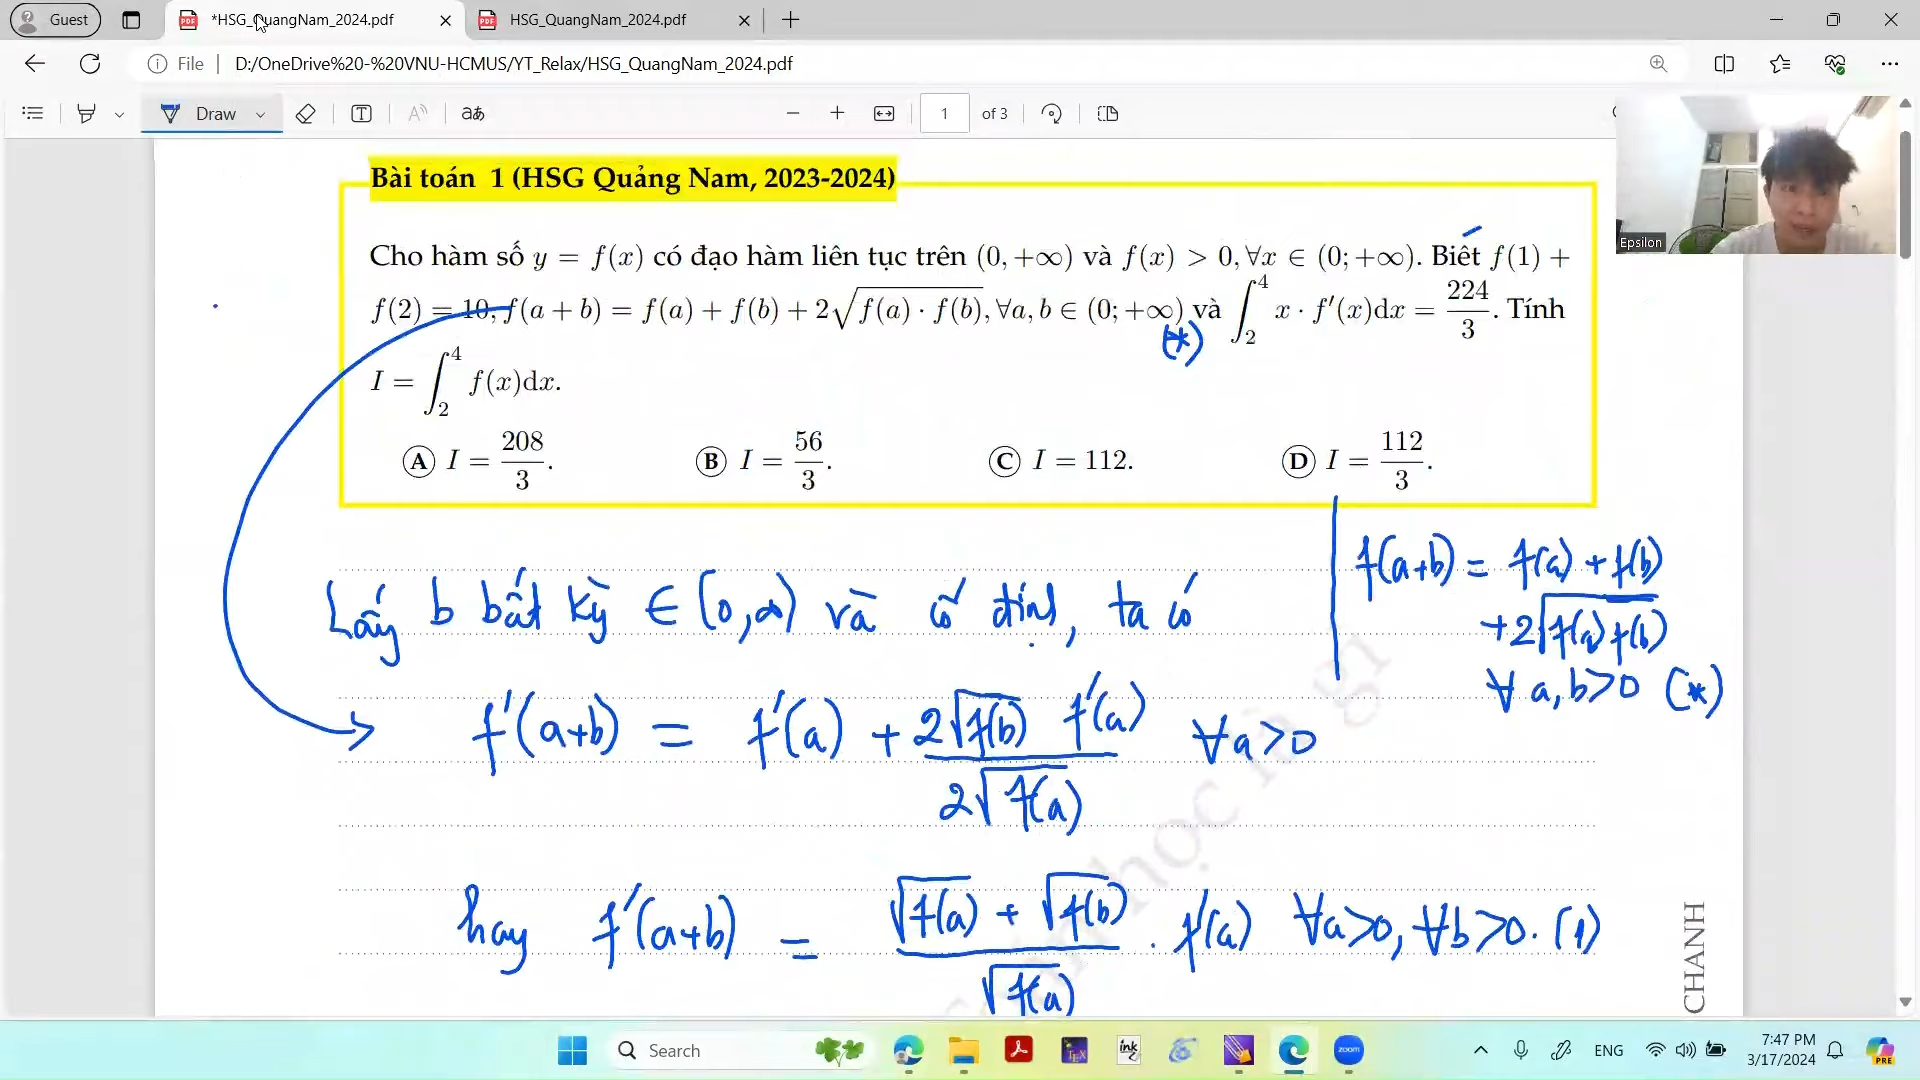 Guest
*HSG_QuangNam_2024.pdf
HSG_QuangNam_2024.pdf
File
D:/OneDrive%20-%20VNU-HCMUS/YT_Relax/HSG_QuangNam_2024.pdf
Draw
1 of 3
Bài toán 1 (HSG Quảng Nam, 2023-2024)
Cho hàm số y = f(x) có đạo hàm liên tục trên (0, +∞) và f(x) > 0, ∀x ∈ (0; +∞). Biết f(1) +
f(2) = 10, f(a + b) = f(a) + f(b) + 2√(f(a) · f(b)), ∀a, b ∈ (0; +∞) và ∫₂⁴ x · f′(x)dx = 224/3. Tính
(*)
I = ∫₂⁴ f(x)dx.
A I = 208/3. B I = 56/3. C I = 112. D I = 112/3.
f(a+b) = f(a) + f(b)
+ 2√(f(a) f(b))
∀ a, b > 0 (*)
Lấy b bất kỳ ∈ (0, ∞) và cố định, ta có
f′(a+b) = f′(a) + 2√f(b) f′(a) / 2√f(a) ∀a>0
hay f′(a+b) = (√f(a) + √f(b)) / √f(a) . f′(a) ∀a>0, ∀b>0. (1)
CHANH
Epsilon
Search
ENG
7:47 PM
3/17/2024
zoom
ink
PRE